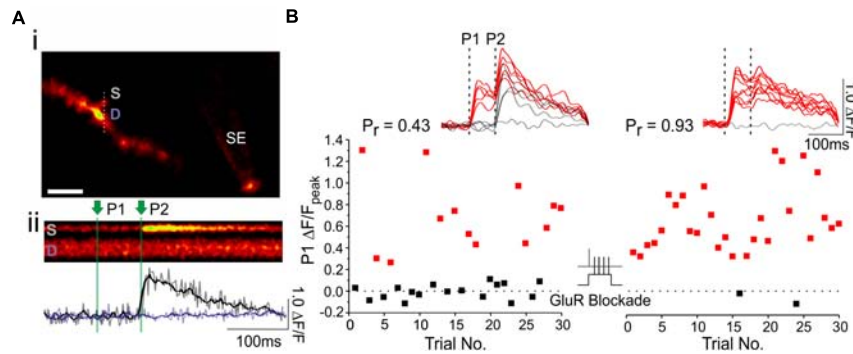 A
i
S
D
SE
P1 P2
ii
S
D
1.0 ΔF/F
100ms
B
P1 P2
Pr = 0.43
Pr = 0.93
1.0 ΔF/F
100ms
P1 ΔF/Fpeak
1.4
1.2
1.0
0.8
0.6
0.4
0.2
0.0
-0.2
GluR Blockade
0 5 10 15 20 25 30
Trial No.
0 5 10 15 20 25 30
Trial No.